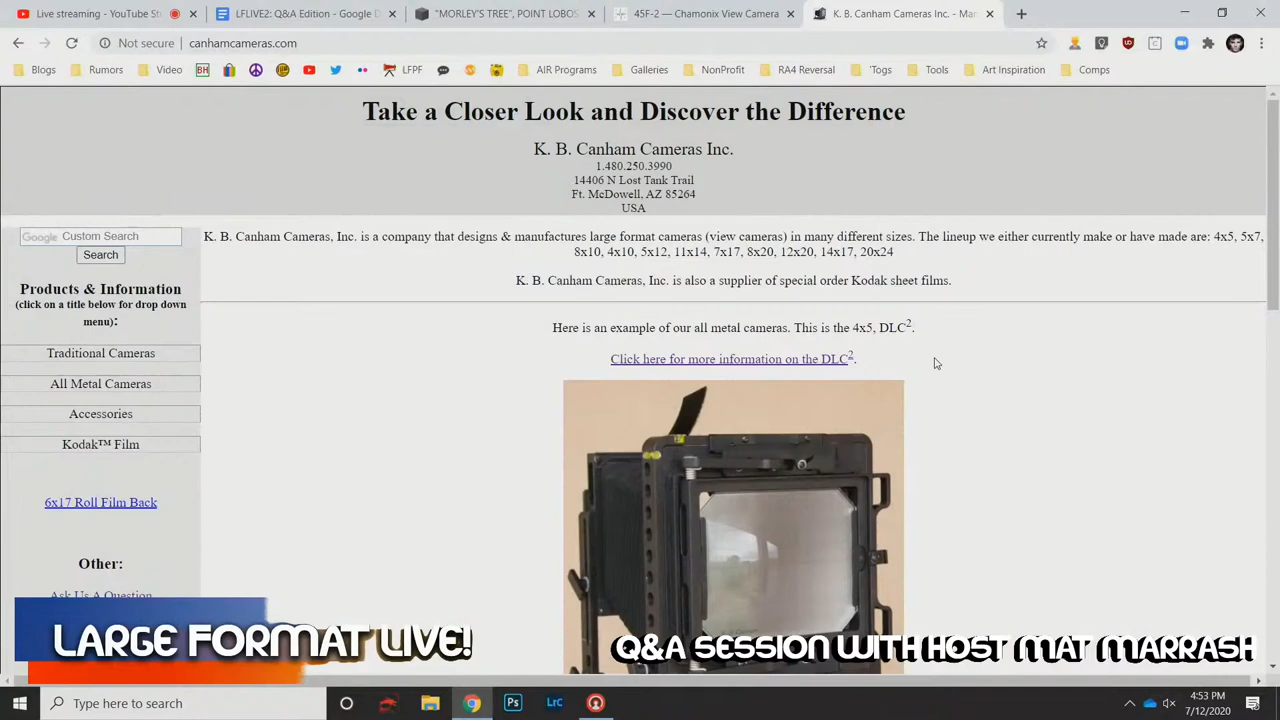 Live streaming - YouTube St
LFLIVE2: Q&A Edition - Google D
"MORLEY'S TREE", POINT LOBOS
45F-2 — Chamonix View Camera
K. B. Canham Cameras Inc. - Mar
Not secure | canhamcameras.com
Blogs
Rumors
Video
BH
LFPF
AIR Programs
Galleries
NonProfit
RA4 Reversal
'Togs
Tools
Art Inspiration
Comps
Take a Closer Look and Discover the Difference
K. B. Canham Cameras Inc.
1.480.250.3990
14406 N Lost Tank Trail
Ft. McDowell, AZ 85264
USA
Google Custom Search
Search
Products & Information
(click on a title below for drop down
menu):
Traditional Cameras
All Metal Cameras
Accessories
Kodak™ Film
6x17 Roll Film Back
Other:
Ask Us A Question
K. B. Canham Cameras, Inc. is a company that designs & manufactures large format cameras (view cameras) in many different sizes. The lineup we either currently make or have made are: 4x5, 5x7,
8x10, 4x10, 5x12, 11x14, 7x17, 8x20, 12x20, 14x17, 20x24
K. B. Canham Cameras, Inc. is also a supplier of special order Kodak sheet films.
Here is an example of our all metal cameras. This is the 4x5, DLC².
Click here for more information on the DLC².
LARGE FORMAT LIVE!
Q&A SESSION WITH HOST MAT MARRASH
Type here to search
Ps
LrC
4:53 PM
7/12/2020